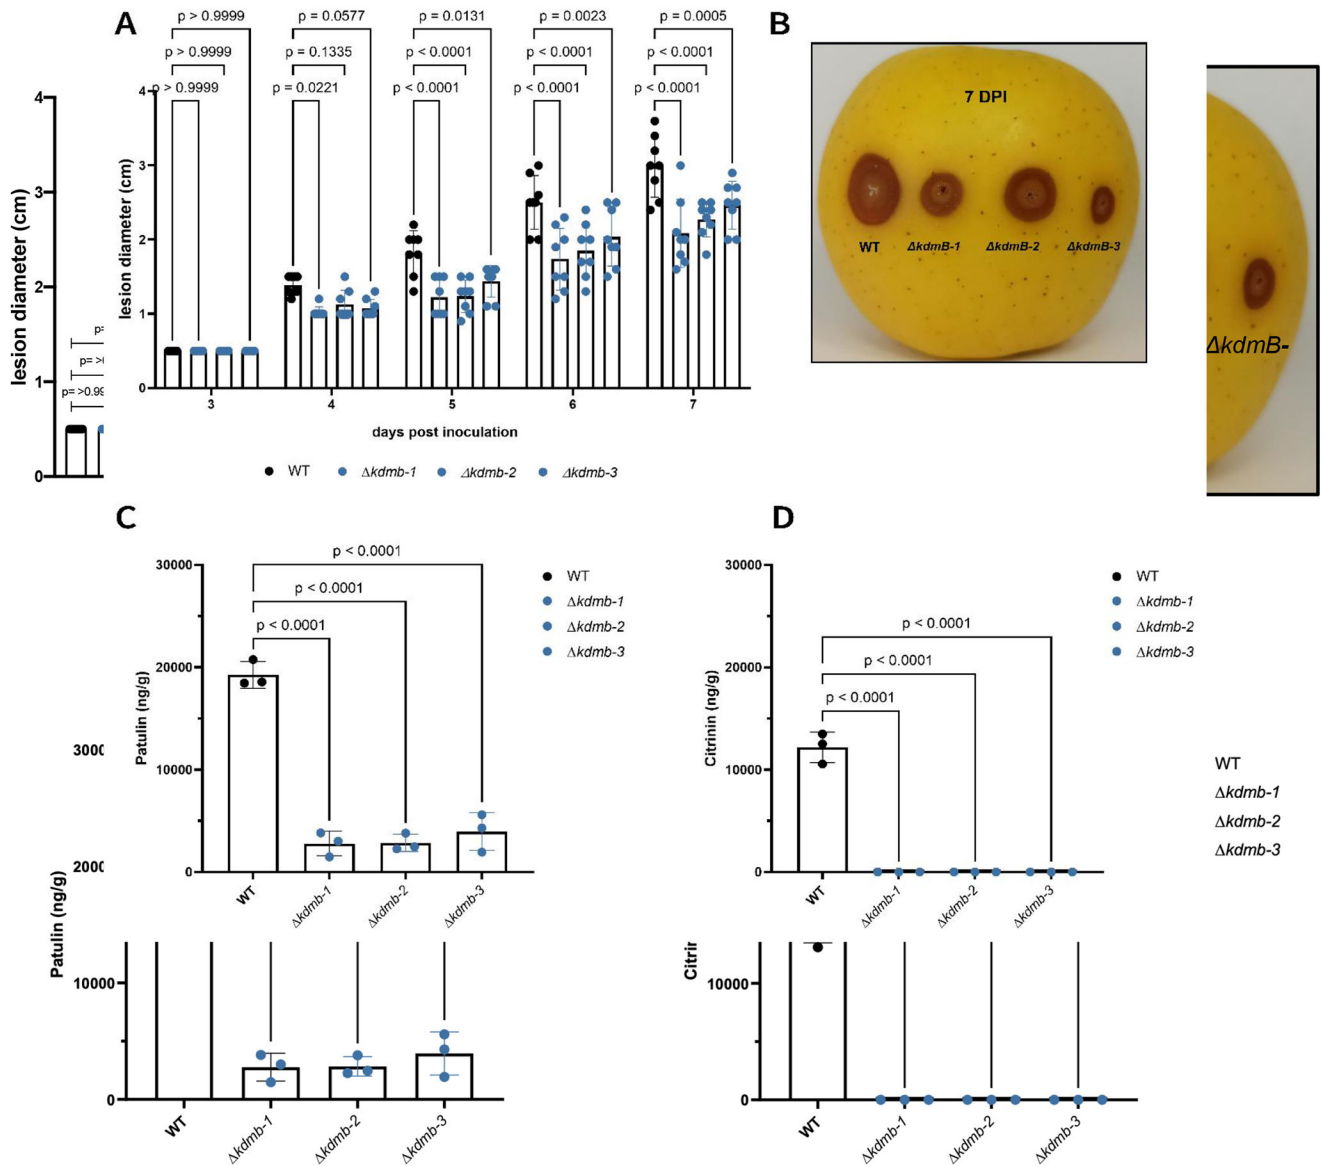 A
p > 0.9999
p > 0.9999
p > 0.9999
p = 0.0577
p = 0.1335
p = 0.0221
p = 0.0131
p < 0.0001
p < 0.0001
p = 0.0023
p < 0.0001
p < 0.0001
p = 0.0005
p < 0.0001
p < 0.0001
lesion diameter (cm)
4
3
2
1
0
3
4
5
6
7
days post inoculation
WT
Δkdmb-1
Δkdmb-2
Δkdmb-3
lesion diameter (cm)
4
3
2
1
0
p=
p= >
p= >0.99
B
7 DPI
WT
ΔkdmB-1
ΔkdmB-2
ΔkdmB-3
ΔkdmB-
C
p < 0.0001
p < 0.0001
p < 0.0001
Patulin (ng/g)
30000
20000
10000
0
WT
Δkdmb-1
Δkdmb-2
Δkdmb-3
WT
Δkdmb-1
Δkdmb-2
Δkdmb-3
D
p < 0.0001
p < 0.0001
p < 0.0001
Citrinin (ng/g)
30000
20000
10000
0
WT
Δkdmb-1
Δkdmb-2
Δkdmb-3
WT
Δkdmb-1
Δkdmb-2
Δkdmb-3
WT
Δkdmb-1
Δkdmb-2
Δkdmb-3
3000
2000
Patulin (ng/g)
10000
0
WT
Δkdmb-1
Δkdmb-2
Δkdmb-3
Citrin
10000
0
WT
Δkdmb-1
Δkdmb-2
Δkdmb-3